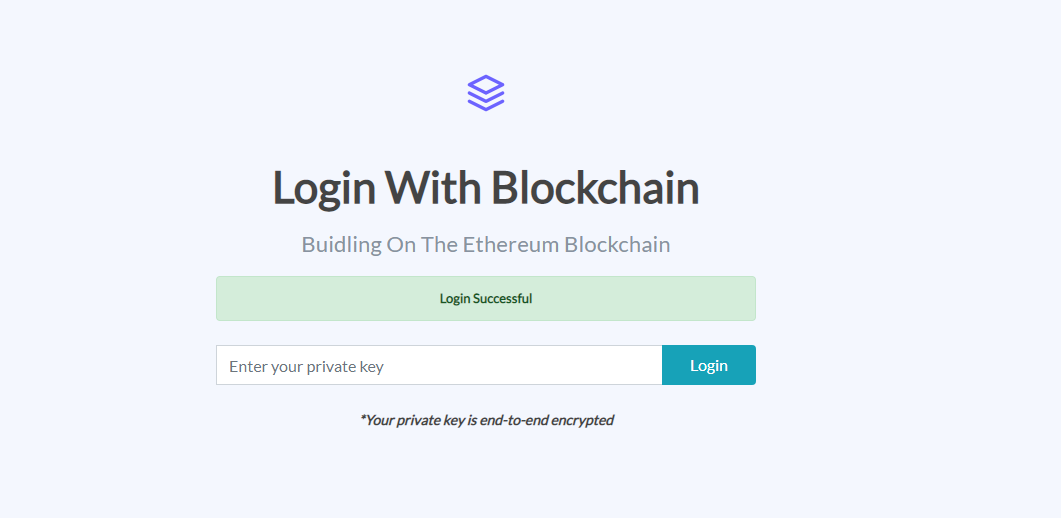 Login With Blockchain
Buidling On The Ethereum Blockchain
Login Successful
Enter your private key
Login
*Your private key is end-to-end encrypted